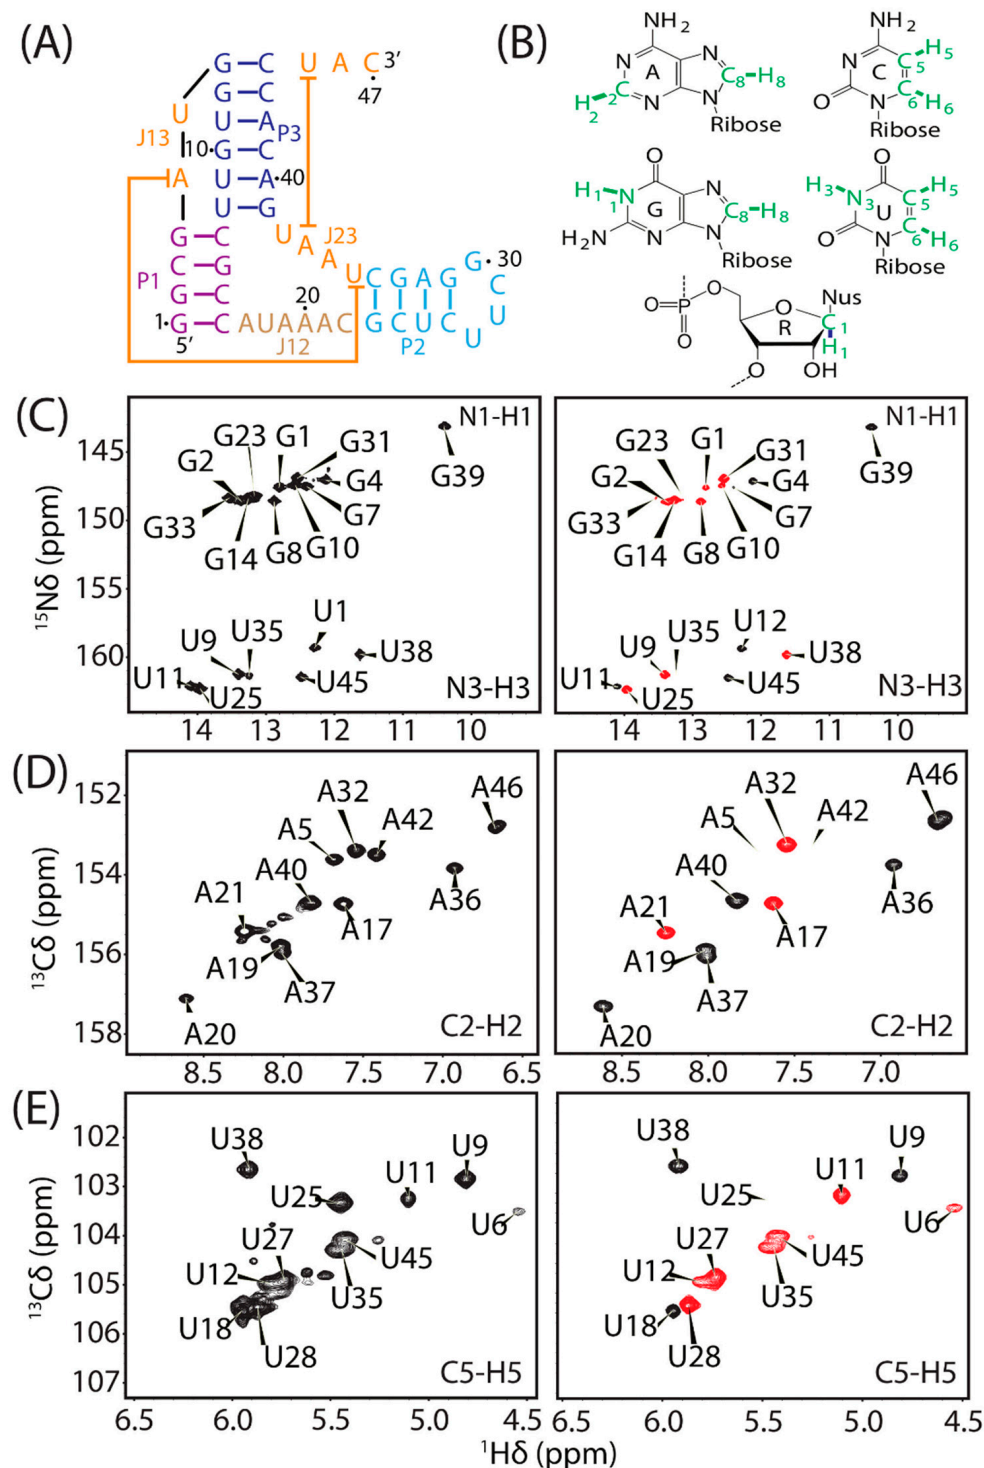 (A)
G – C U A C 3′
G – C 47
U J13 U – A P3
10 G – C
A U – A 40
U – G
G – C U A J23
C – G A A
P1 G – C U C G A G G 30
20 C
1 G – C A U A A A C G C U C U U
5′ J12 P2
(B)
NH2 NH2
N N N H5
A C8 H8 C C5
H2 C2 N N O N C6 H6
Ribose Ribose
O O
H1 N1 N H3 N3 H5
G C8 H8 U C5
H2N N N O N C6 H6
Ribose Ribose
O Nus
O=P O O
O R C1
O OH H1
(C)
N1-H1 N1-H1
G23 G1 G31 G2 G4 G39 G33 G14 G8 G10 G7
G23 G1 G31 G2 G4 G39 G33 G14 G8 G10 G7
145
150
155
160
15Nδ (ppm)
U1 U35 U9 U38 U11 U25 U45
U12 U35 U9 U38 U11 U25 U45
N3-H3 N3-H3
14 13 12 11 10 14 13 12 11 10
(D)
152
154
156
158
13Cδ (ppm)
A46 A32 A42 A5 A40 A36 A21 A17 A19 A37 A20
A46 A32 A42 A5 A40 A36 A21 A17 A19 A37 A20
C2-H2 C2-H2
8.5 8.0 7.5 7.0 6.5 8.5 8.0 7.5 7.0
(E)
102
103
104
105
106
107
13Cδ (ppm)
U38 U9 U11 U25 U6 U27 U45 U12 U35 U18 U28
U38 U9 U11 U25 U6 U27 U45 U12 U35 U18 U28
C5-H5 C5-H5
6.5 6.0 5.5 5.0 4.5 6.0 5.5 5.0 4.5
1Hδ (ppm)